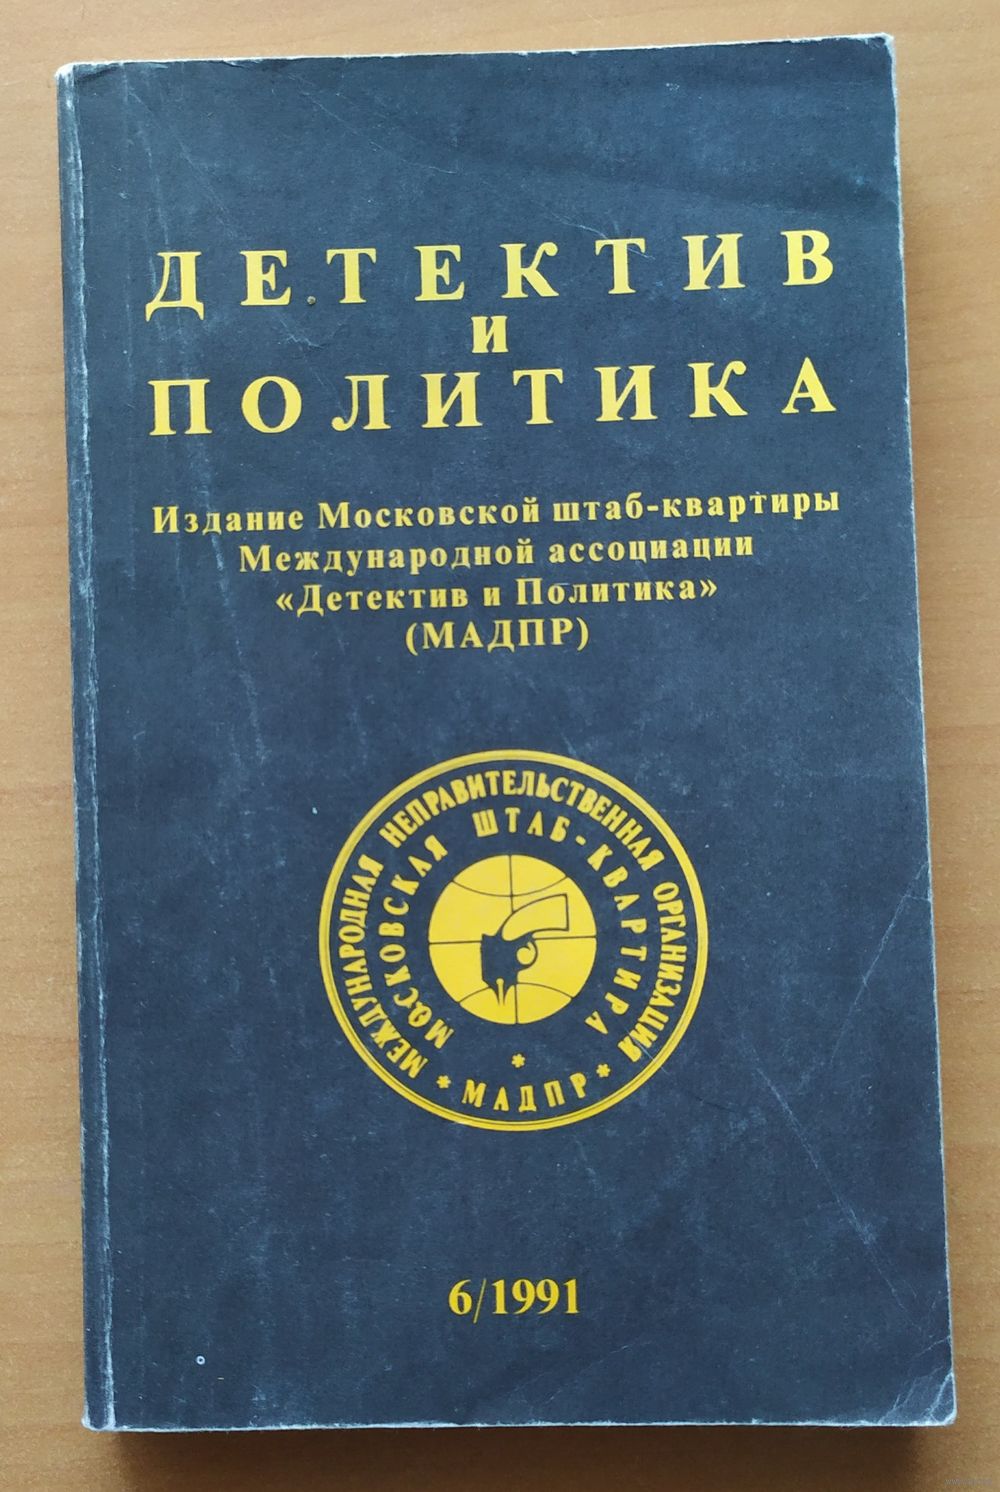 ДЕТЕКТИВ
И
ПОЛИТИКА
Издание Московской штаб-квартиры
Международной ассоциации
«Детектив и Политика»
(МАДПР)
МЕЖДУНАРОДНАЯ НЕПРАВИТЕЛЬСТВЕННАЯ ОРГАНИЗАЦИЯ
МОСКОВСКАЯ ШТАБ-КВАРТИРА
* МАДПР *
6/1991